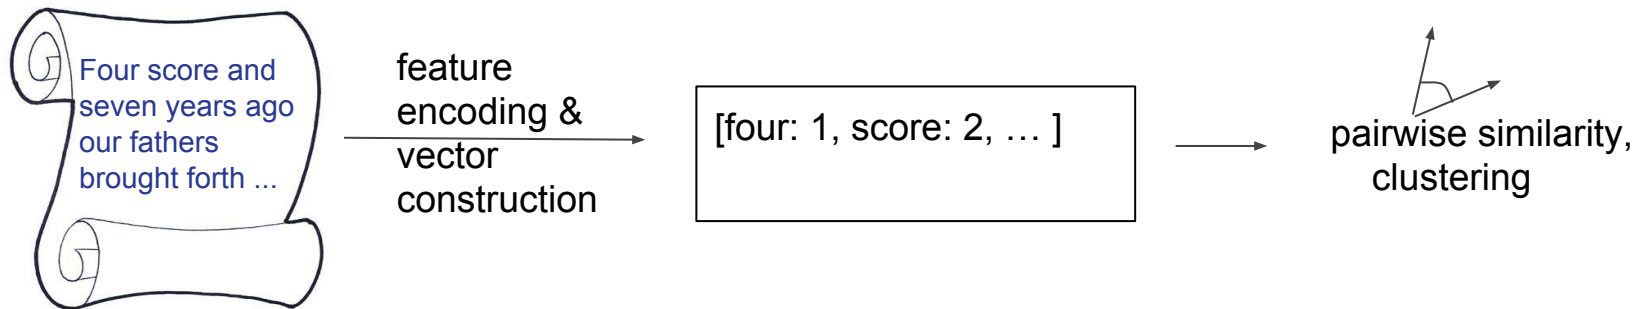 Four score and
seven years ago
our fathers
brought forth ...
feature
encoding &
vector
construction
[four: 1, score: 2, … ]
pairwise similarity,
clustering